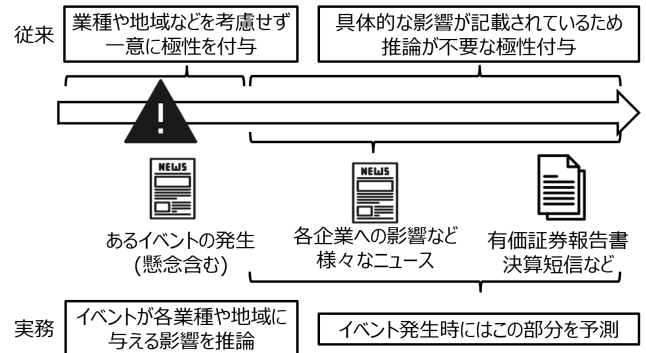 従来
業種や地域などを考慮せず
一意に極性を付与
具体的な影響が記載されているため
推論が不要な極性付与
!
NEWS
NEWS
あるイベントの発生
(懸念含む)
各企業への影響など
様々なニュース
有価証券報告書
決算短信など
実務
イベントが各業種や地域に
与える影響を推論
イベント発生時にはこの部分を予測